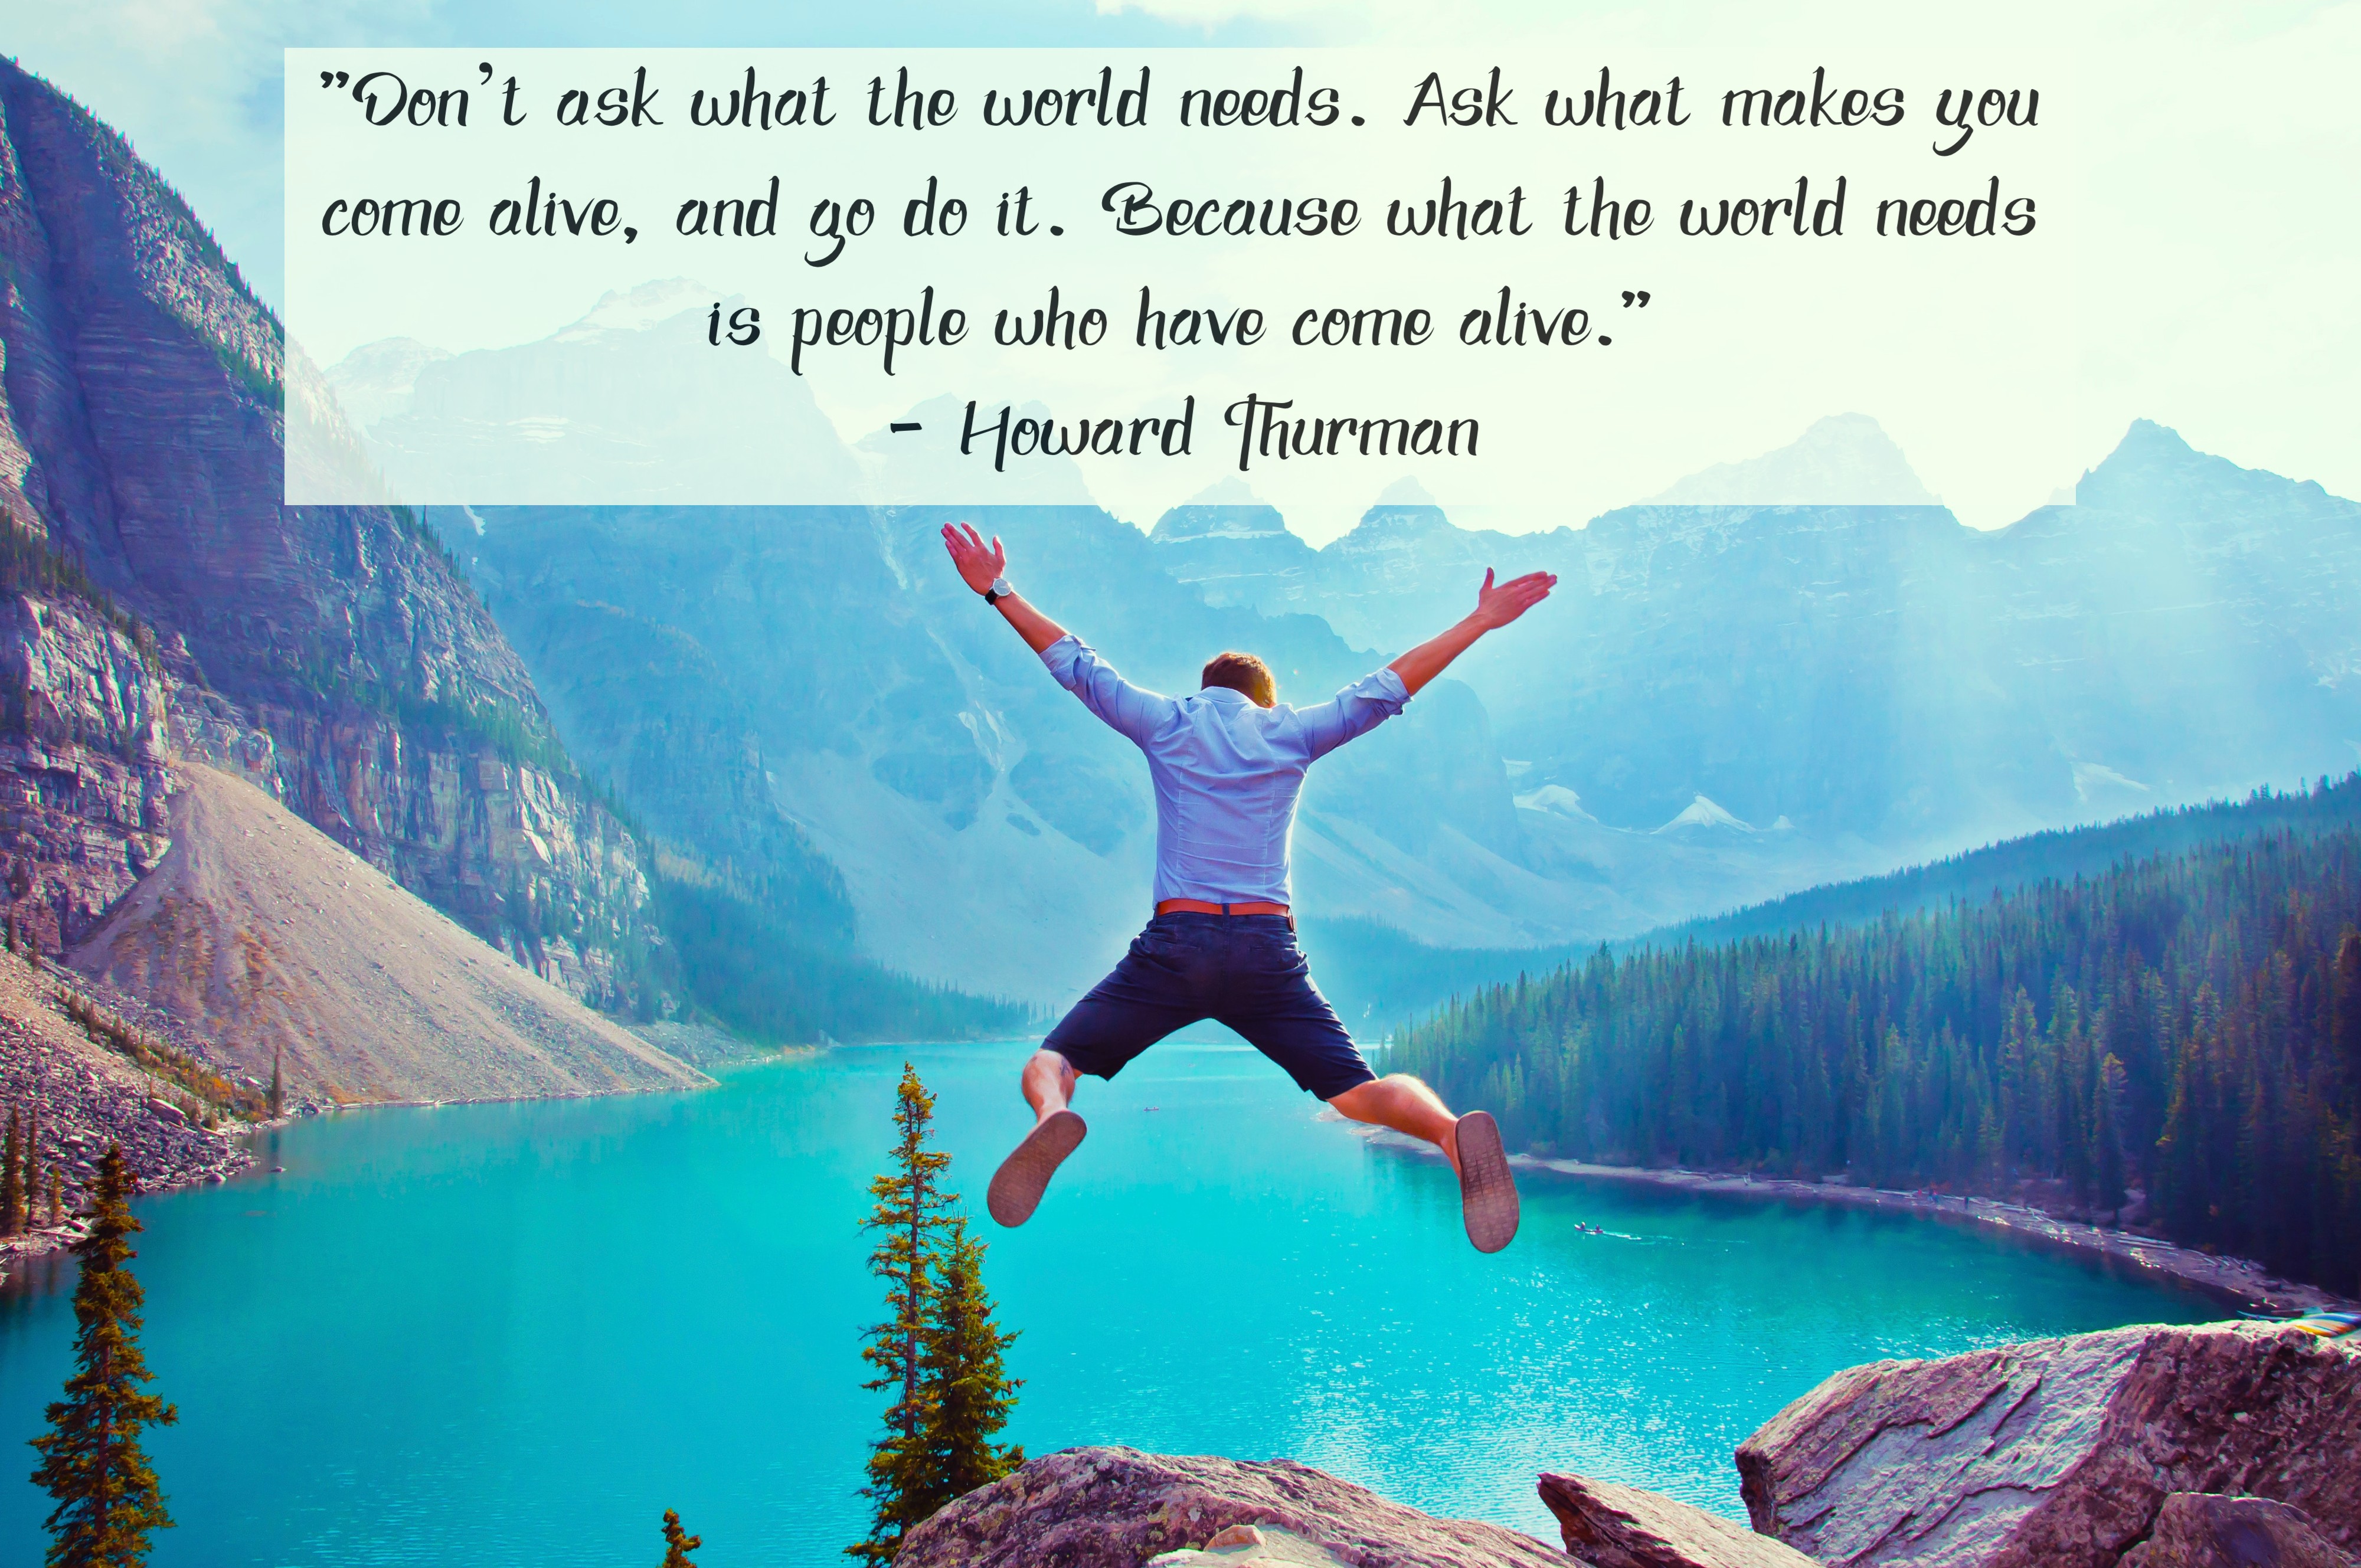 ”Don’t ask what the world needs. Ask what makes you
come alive, and go do it. Because what the world needs
is people who have come alive.”
- Howard Thurman